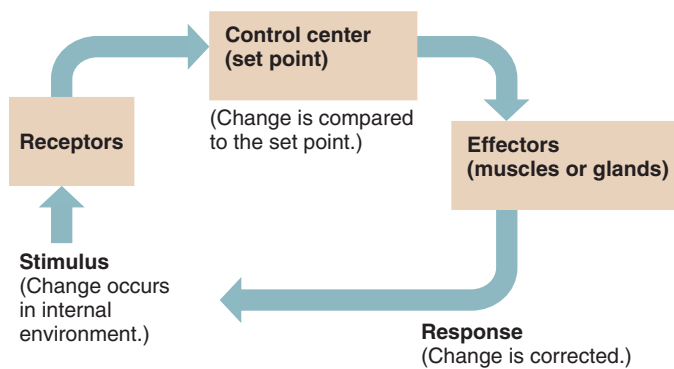 Control center
(set point)
(Change is compared
to the set point.)
Receptors
Effectors
(muscles or glands)
Stimulus
(Change occurs
in internal
environment.)
Response
(Change is corrected.)